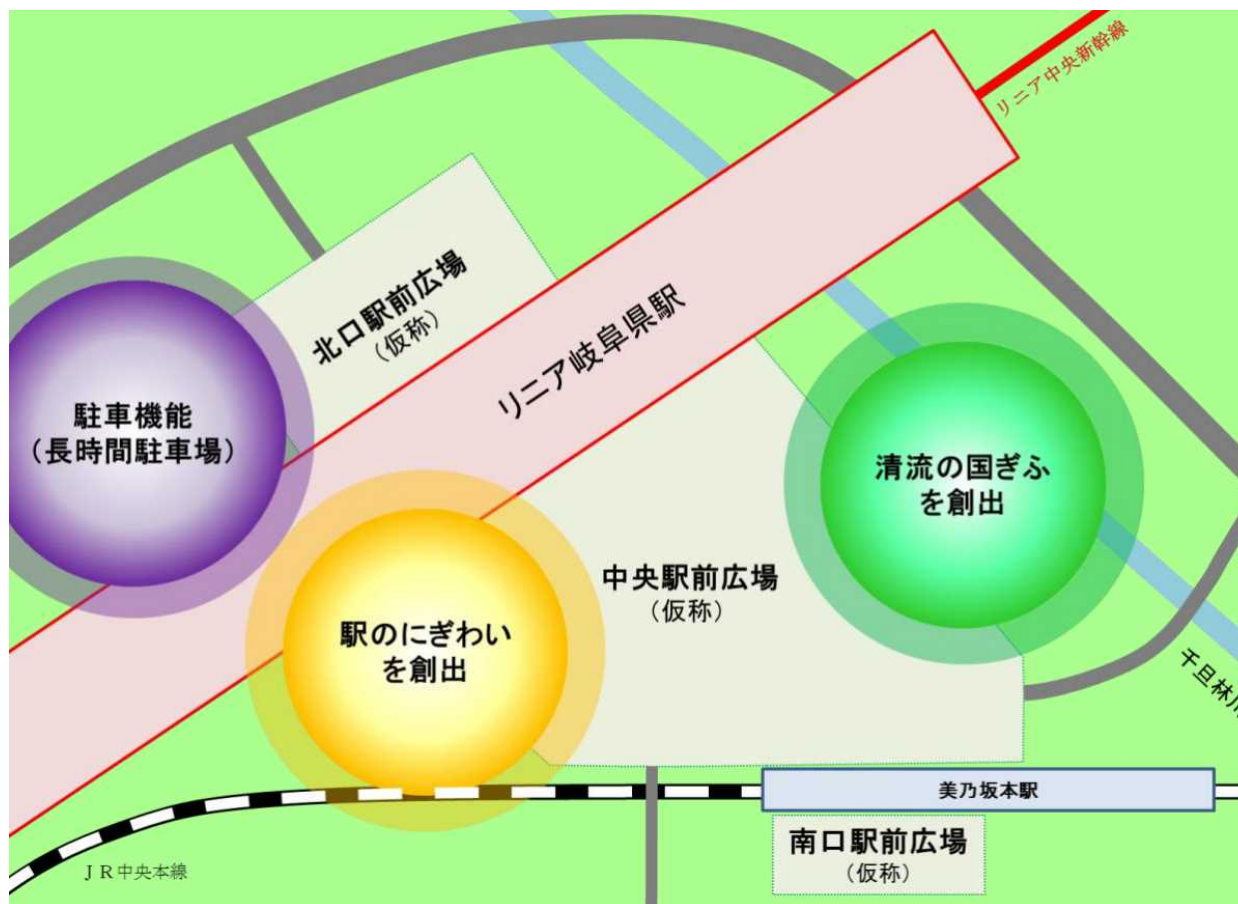 リニア中央新幹線
北口駅前広場
(仮称)
リニア岐阜県駅
駐車機能
(長時間駐車場)
清流の国ぎふ
を創出
中央駅前広場
(仮称)
駅のにぎわい
を創出
千旦林川
美乃坂本駅
南口駅前広場
(仮称)
JR中央本線